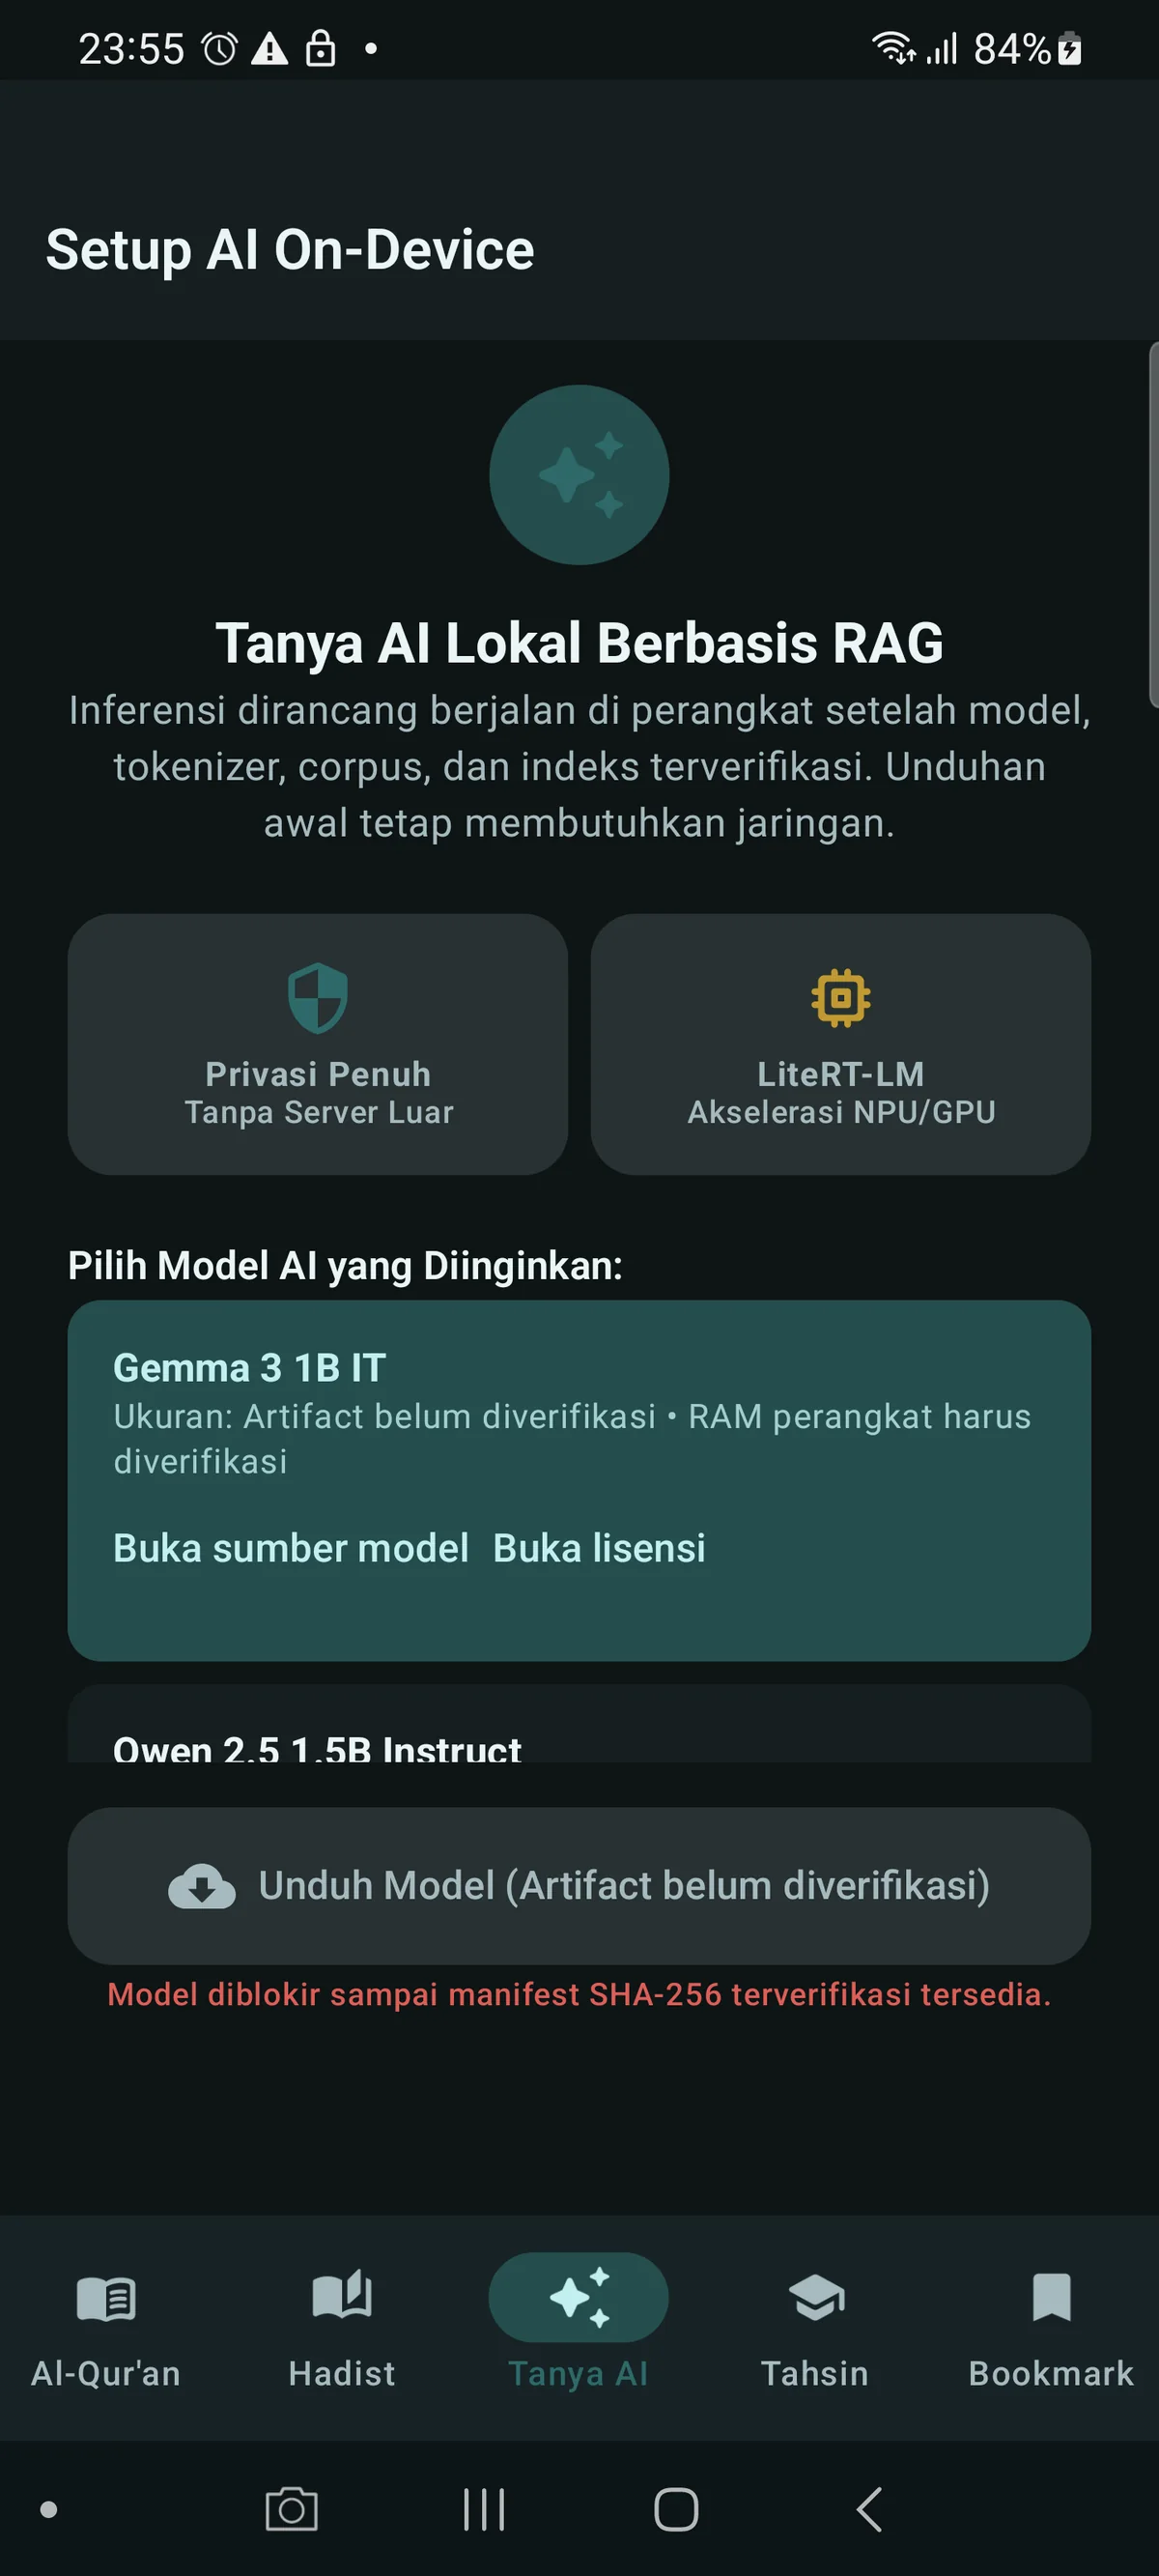 23:55
84%
Setup AI On-Device
Tanya AI Lokal Berbasis RAG
Inferensi dirancang berjalan di perangkat setelah model,
tokenizer, corpus, dan indeks terverifikasi. Unduhan
awal tetap membutuhkan jaringan.
Privasi Penuh
Tanpa Server Luar
LiteRT-LM
Akselerasi NPU/GPU
Pilih Model AI yang Diinginkan:
Gemma 3 1B IT
Ukuran: Artifact belum diverifikasi • RAM perangkat harus
diverifikasi
Buka sumber model Buka lisensi
Qwen 2.5 1.5B Instruct
Unduh Model (Artifact belum diverifikasi)
Model diblokir sampai manifest SHA-256 terverifikasi tersedia.
Al-Qur'an
Hadist
Tanya AI
Tahsin
Bookmark